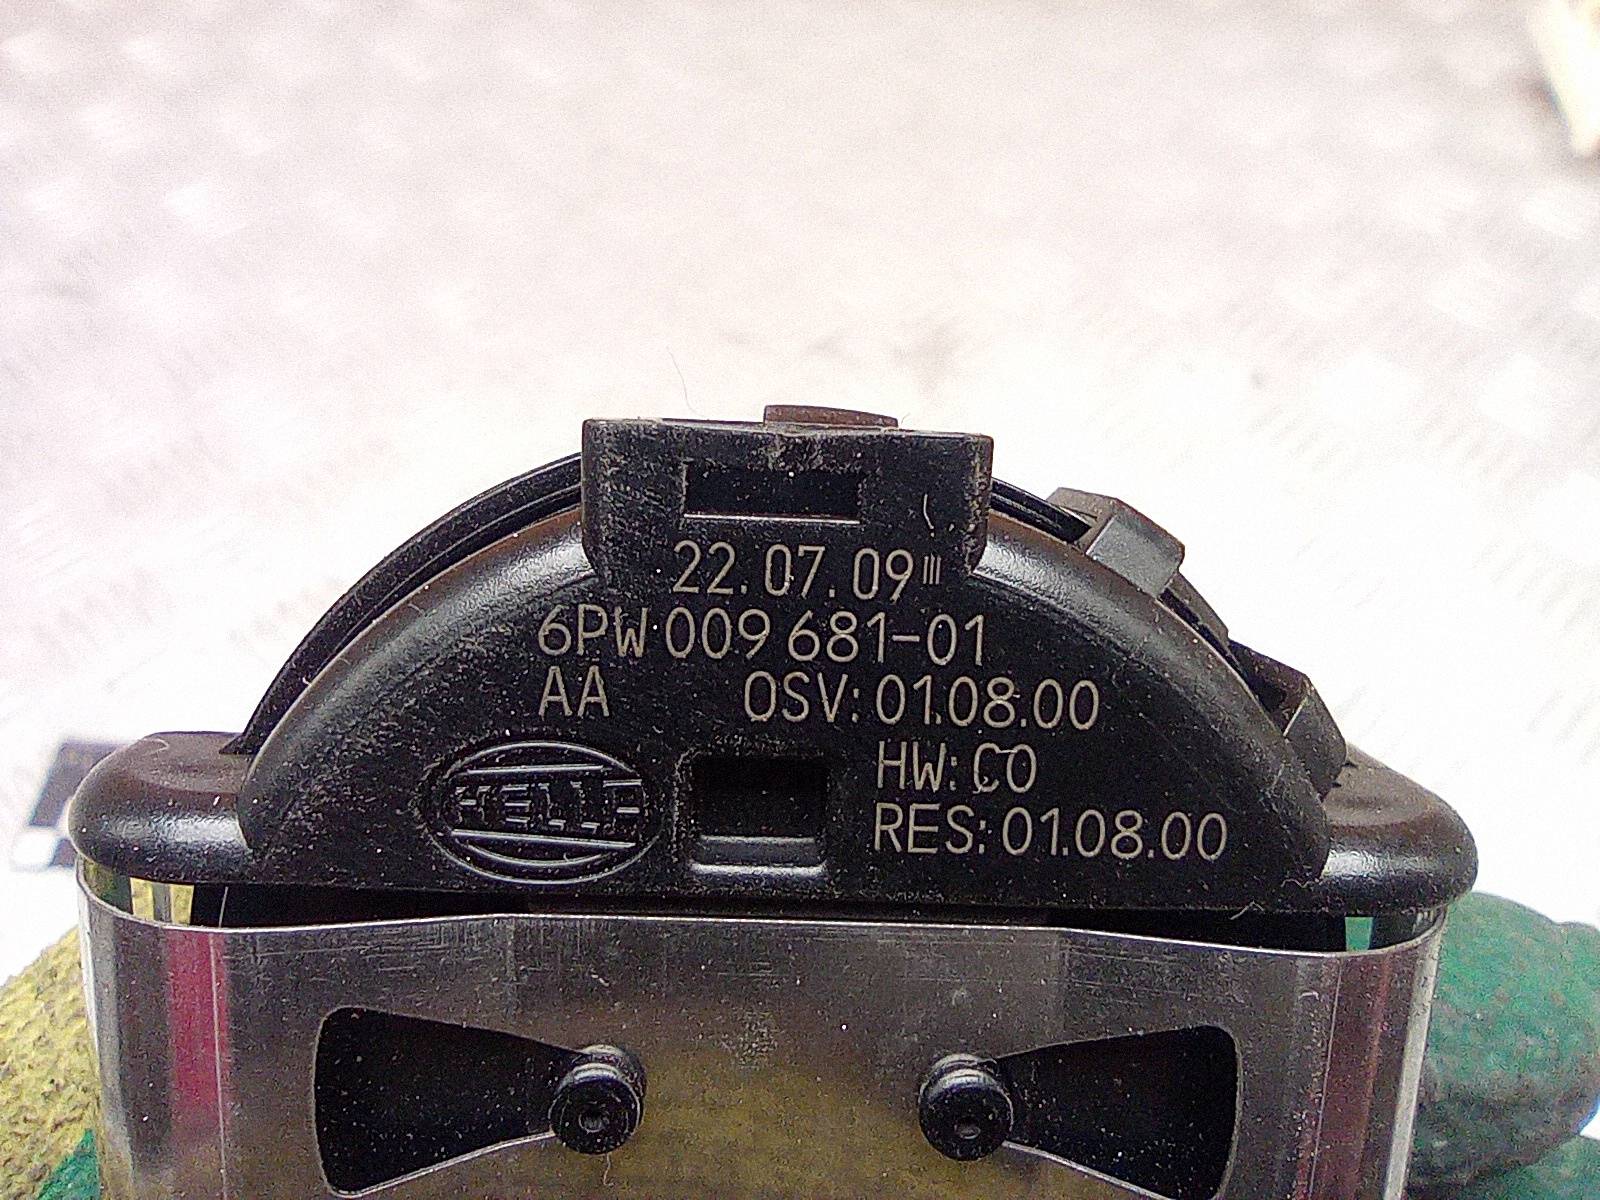 22.07.09
6PW 009 681-01
AA OSV: 01.08.00
HW: C0
RES: 01.08.00
HELLA